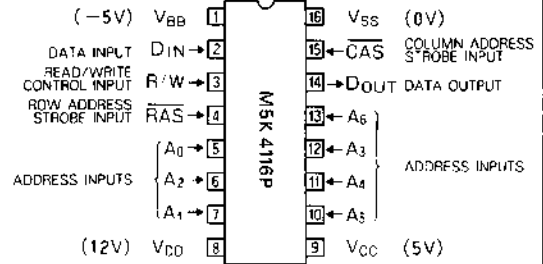 (−5V) VBB 1
DATA INPUT DIN 2
READ/WRITE CONTROL INPUT R/W 3
ROW ADDRESS STROBE INPUT RAS 4
A0 5
ADDRESS INPUTS A2 6
A1 7
(12V) VDD 8
M5K4116P
16 VSS (0V)
15 CAS COLUMN ADDRESS STROBE INPUT
14 DOUT DATA OUTPUT
13 A6
12 A3
ADDRESS INPUTS
11 A4
10 A5
9 VCC (5V)